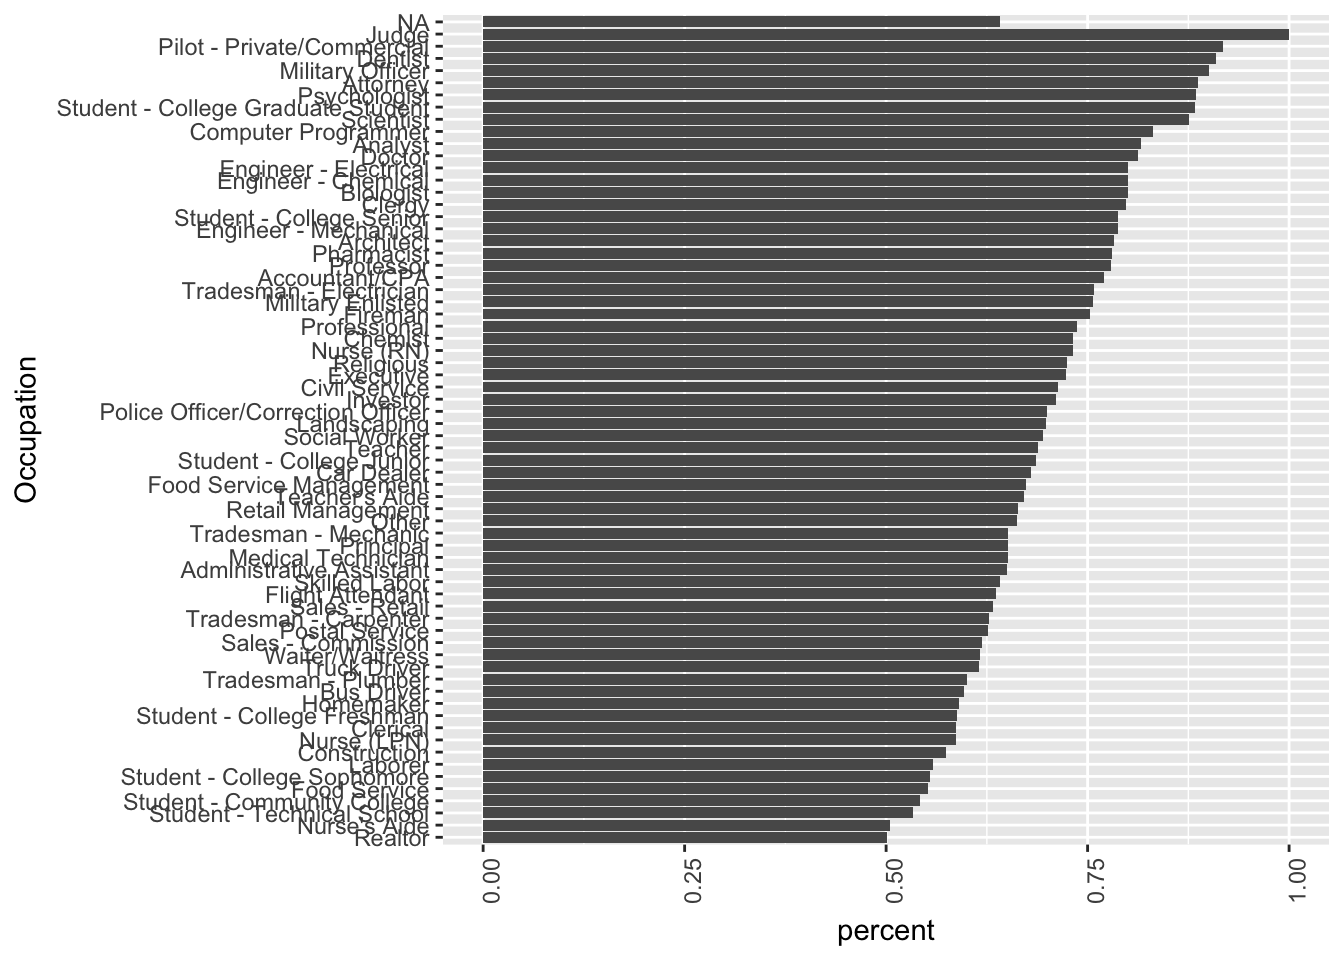 NA
Judge
Pilot - Private/Commercial
Dentist
Military Officer
Attorney
Psychologist
Student - College Graduate Student
Scientist
Computer Programmer
Analyst
Doctor
Engineer - Electrical
Engineer - Chemical
Biologist
Clergy
Student - College Senior
Engineer - Mechanical
Architect
Pharmacist
Professor
Accountant/CPA
Tradesman - Electrician
Military Enlisted
Fireman
Professional
Chemist
Nurse (RN)
Religious
Executive
Civil Service
Investor
Police Officer/Correction Officer
Landscaping
Social Worker
Teacher
Student - College Junior
Car Dealer
Food Service Management
Teacher's Aide
Retail Management
Other
Tradesman - Mechanic
Principal
Medical Technician
Administrative Assistant
Skilled Labor
Flight Attendant
Sales - Retail
Tradesman - Carpenter
Postal Service
Sales - Commission
Waiter/Waitress
Truck Driver
Tradesman - Plumber
Bus Driver
Homemaker
Student - College Freshman
Clerical
Nurse (LPN)
Construction
Laborer
Student - College Sophomore
Food Service
Student - Community College
Student - Technical School
Nurse's Aide
Realtor
Occupation
0.00
0.25
0.50
0.75
1.00
percent